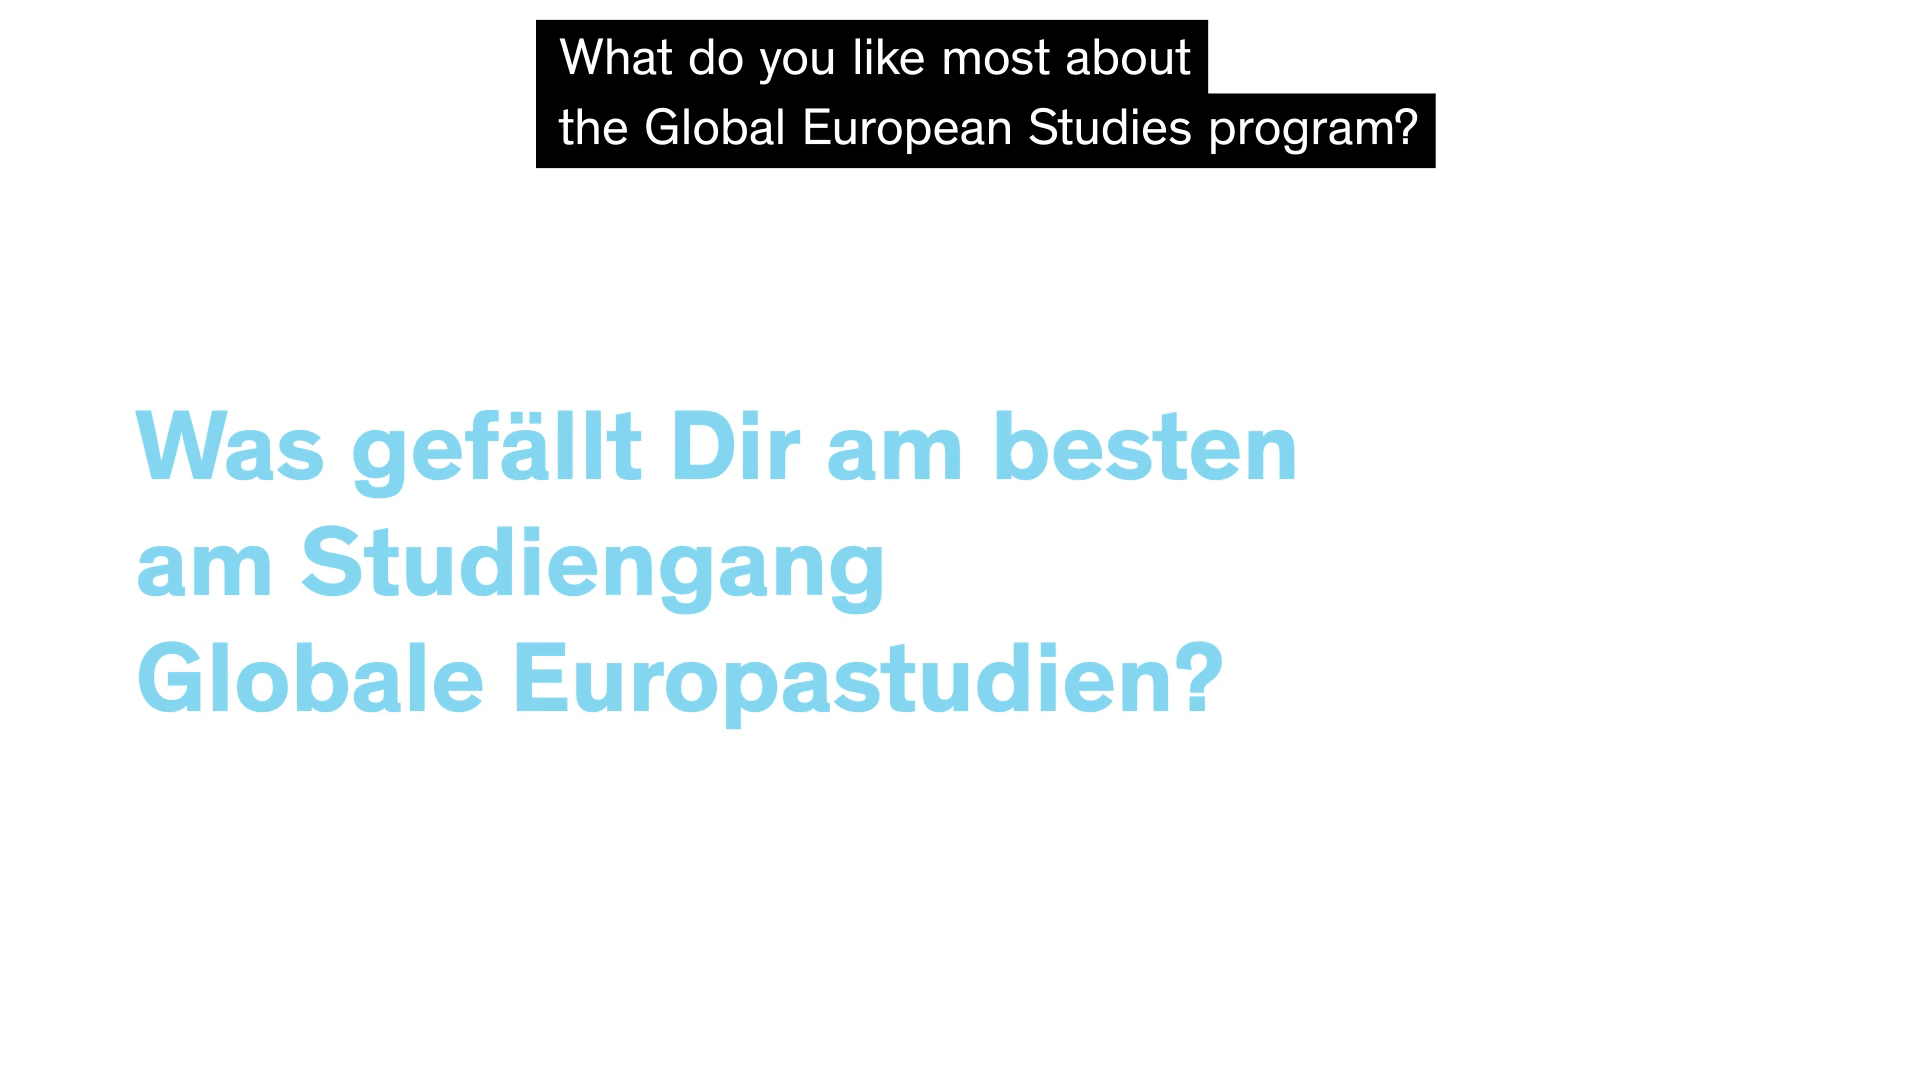 What do you like most about
the Global European Studies program?
Was gefällt Dir am besten
am Studiengang
Globale Europastudien?